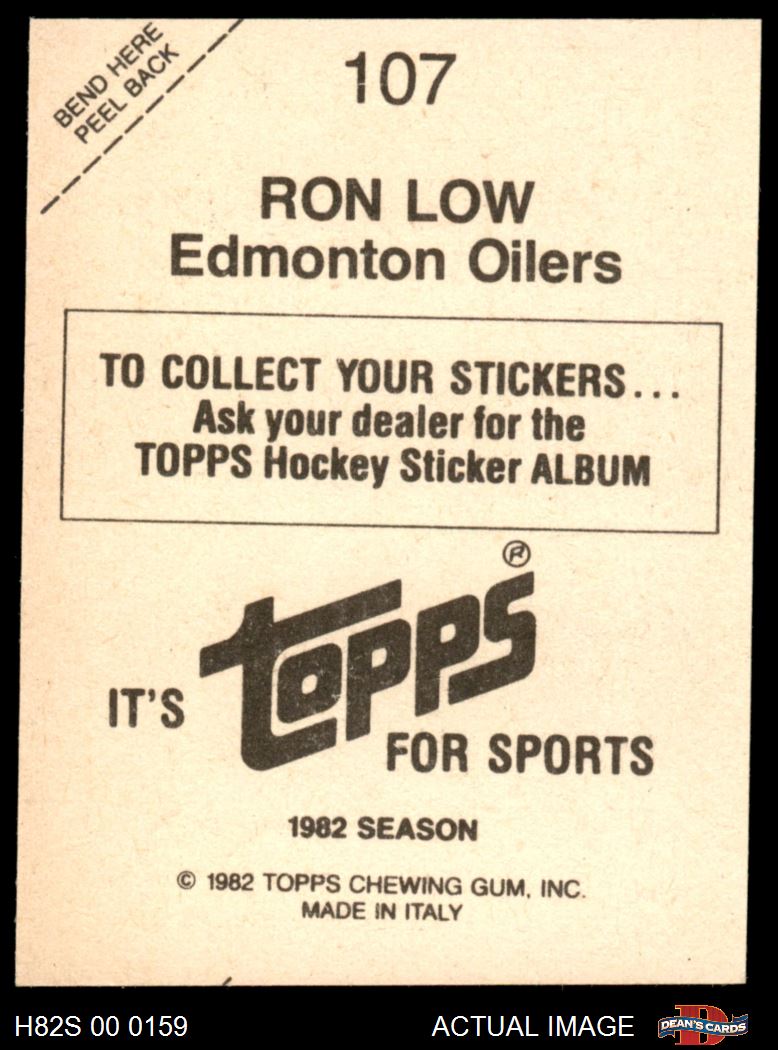 BEND HERE
PEEL BACK
107
RON LOW
Edmonton Oilers
TO COLLECT YOUR STICKERS...
Ask your dealer for the
TOPPS Hockey Sticker ALBUM
®
IT'S topps FOR SPORTS
1982 SEASON
© 1982 TOPPS CHEWING GUM, INC.
MADE IN ITALY
H82S 00 0159
ACTUAL IMAGE
D
DEAN'S CARDS